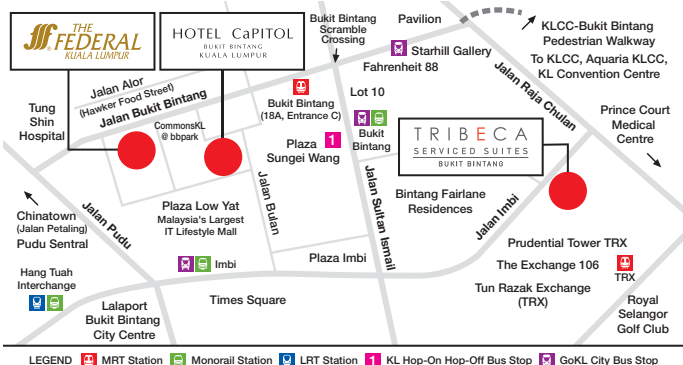 THE
FEDERAL
KUALA LUMPUR
HOTEL CaPITOL
BUKIT BINTANG
KUALA LUMPUR
Bukit Bintang
Scramble
Crossing
Pavilion
Starhill Gallery
Fahrenheit 88
KLCC-Bukit Bintang
Pedestrian Walkway
To KLCC, Aquaria KLCC,
KL Convention Centre
Jalan Alor
(Hawker Food Street)
Jalan Bukit Bintang
Tung
Shin
Hospital
CommonsKL
@ bbpark
Bukit Bintang
(18A, Entrance C)
Lot 10
Bukit
Bintang
Plaza
Sungei Wang
1
Jalan Raja Chulan
Prince Court
Medical
Centre
TRIBECA
SERVICED SUITES
BUKIT BINTANG
Chinatown
(Jalan Petaling)
Pudu Sentral
Jalan Pudu
Plaza Low Yat
Malaysia's Largest
IT Lifestyle Mall
Jalan Bulan
Jalan Sultan Ismail
Bintang Fairlane
Residences
Jalan Imbi
Hang Tuah
Interchange
Imbi
Plaza Imbi
Prudential Tower TRX
The Exchange 106
TRX
Tun Razak Exchange
(TRX)
Lalaport
Bukit Bintang
City Centre
Times Square
Royal
Selangor
Golf Club
LEGEND MRT Station Monorail Station LRT Station 1 KL Hop-On Hop-Off Bus Stop GoKL City Bus Stop